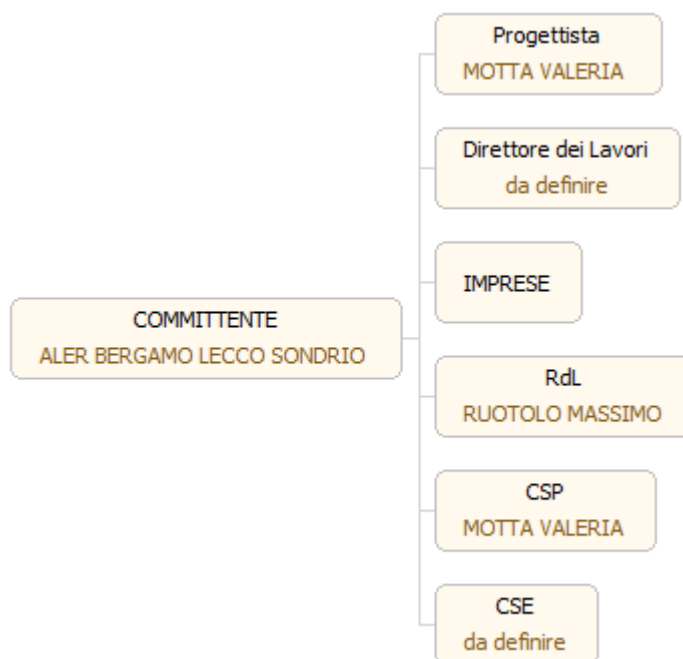 Progettista
MOTTA VALERIA
Direttore dei Lavori
da definire
IMPRESE
COMMITTENTE
ALER BERGAMO LECCO SONDRIO
RdL
RUOTOLO MASSIMO
CSP
MOTTA VALERIA
CSE
da definire